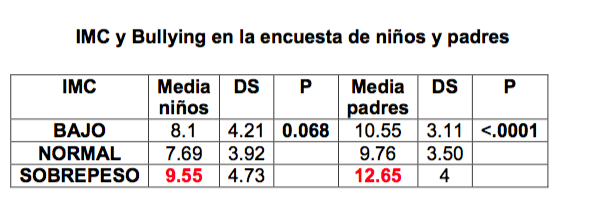 IMC y Bullying en la encuesta de niños y padres
IMC Media niños DS P Media padres DS P
BAJO 8.1 4.21 0.068 10.55 3.11 <.0001
NORMAL 7.69 3.92 9.76 3.50
SOBREPESO 9.55 4.73 12.65 4